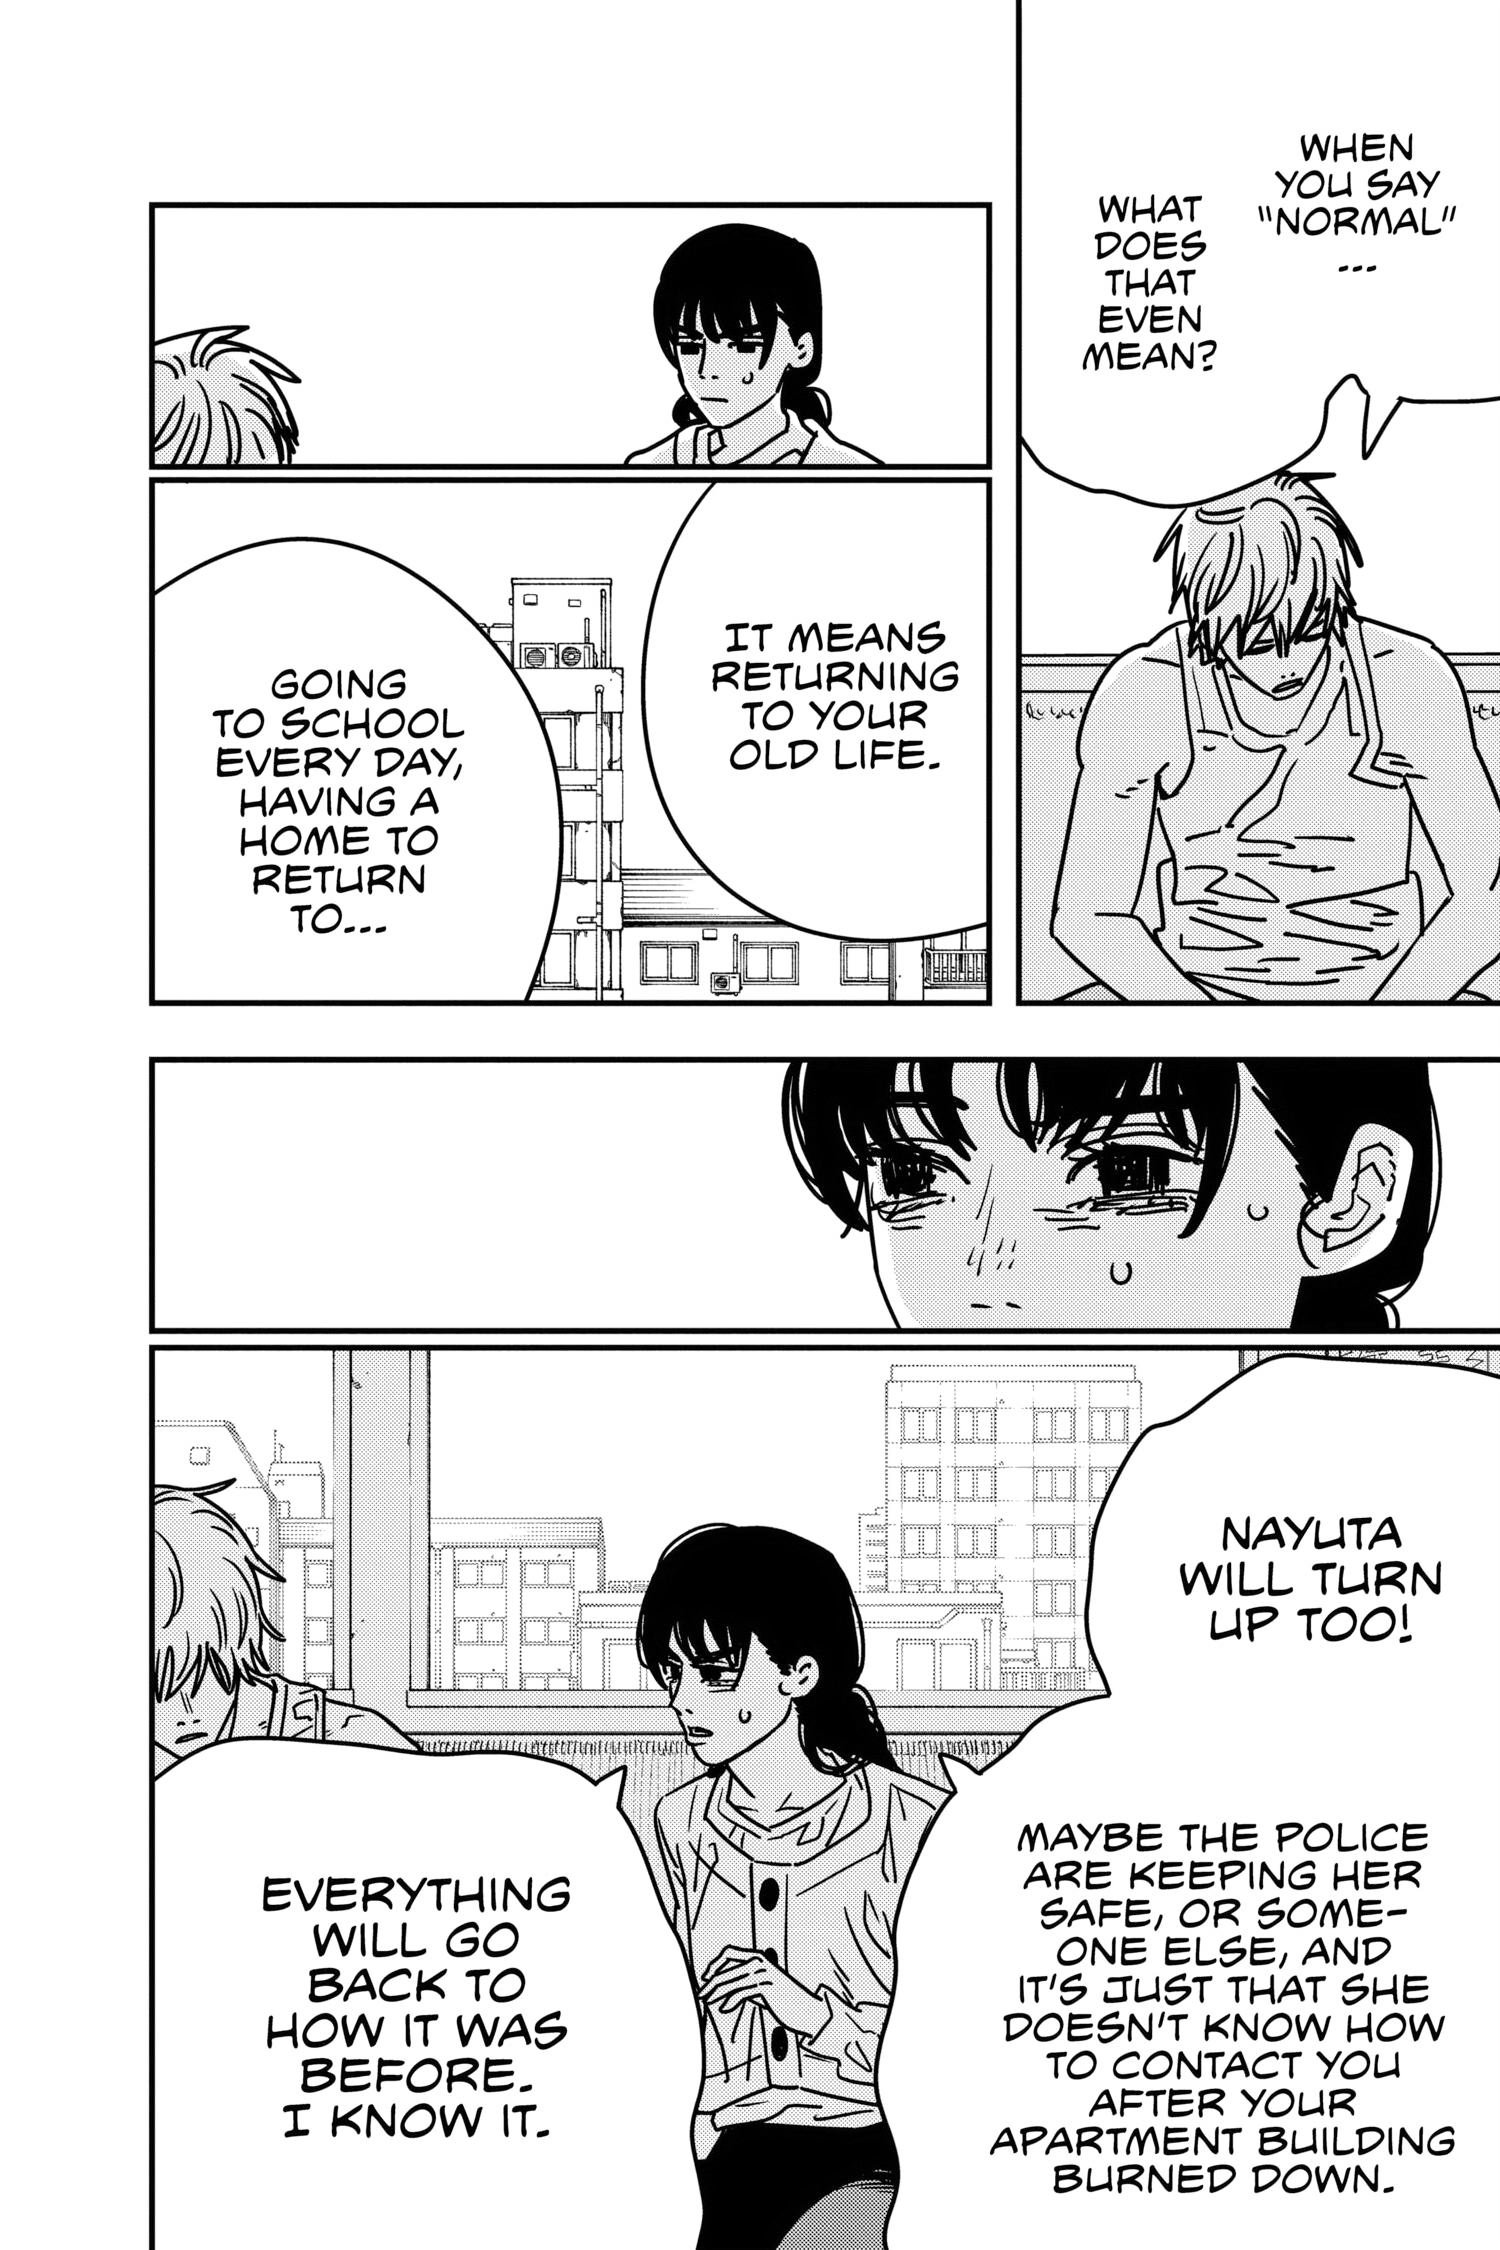 WHEN
YOU SAY
"NORMAL"
...
WHAT
DOES
THAT
EVEN
MEAN?
IT MEANS
RETURNING
TO YOUR
OLD LIFE.
GOING
TO SCHOOL
EVERY DAY,
HAVING A
HOME TO
RETURN
TO...
NAYUTA
WILL TURN
UP TOO!
MAYBE THE POLICE
ARE KEEPING HER
SAFE, OR SOME-
ONE ELSE, AND
IT'S JUST THAT SHE
DOESN'T KNOW HOW
TO CONTACT YOU
AFTER YOUR
APARTMENT BUILDING
BURNED DOWN.
EVERYTHING
WILL GO
BACK TO
HOW IT WAS
BEFORE.
I KNOW IT.